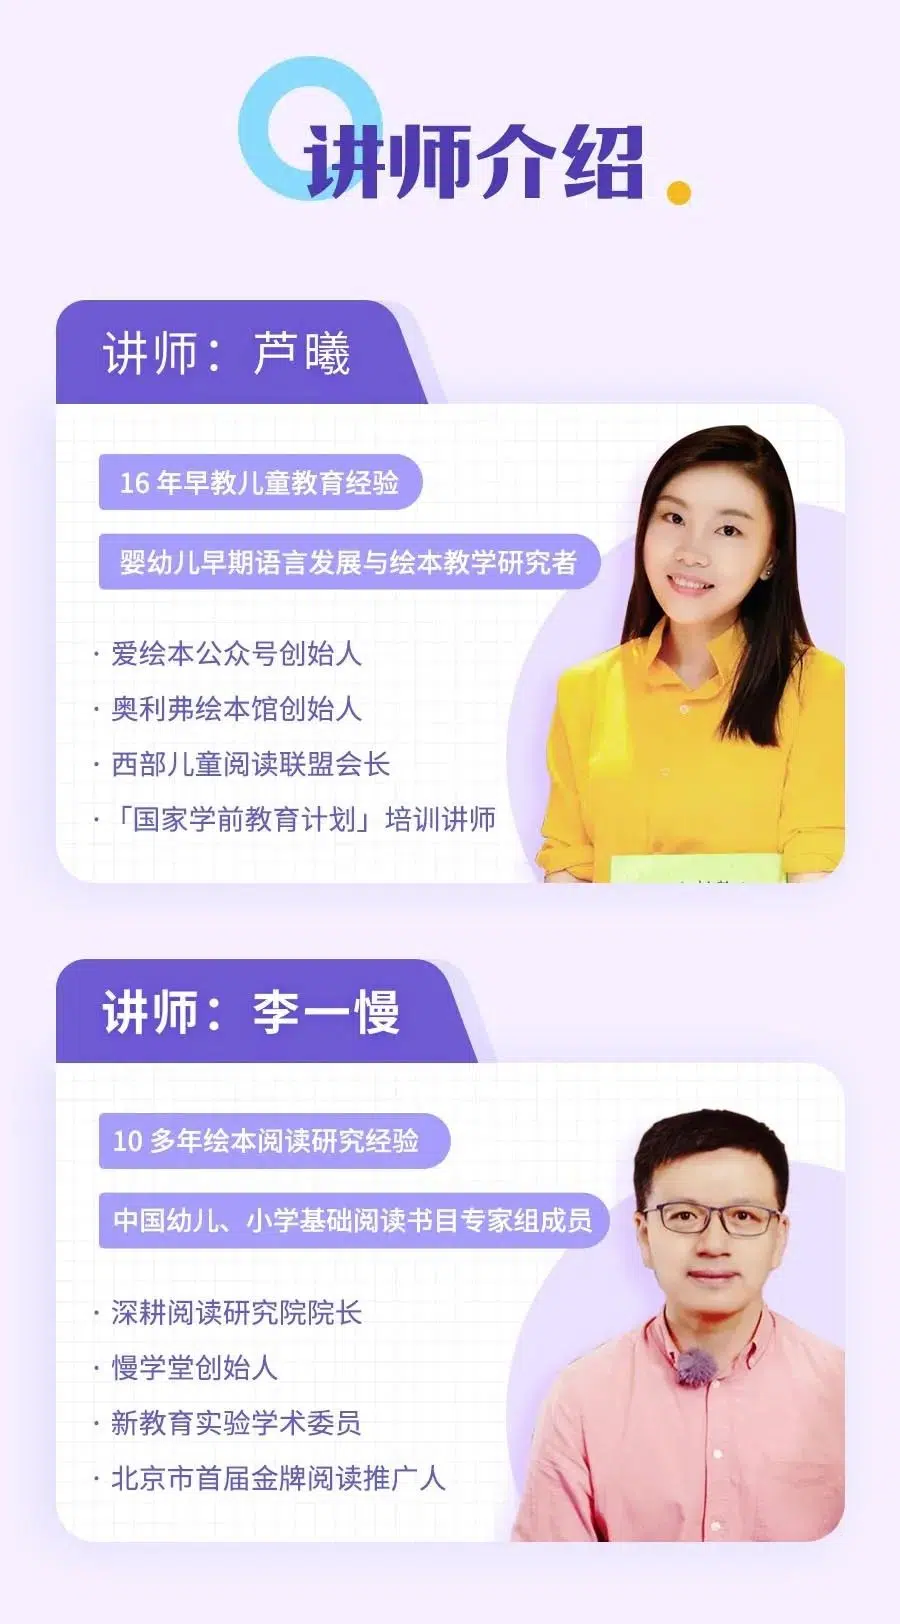 讲师介绍
讲师：芦曦
16 年早教儿童教育经验
婴幼儿早期语言发展与绘本教学研究者
· 爱绘本公众号创始人
· 奥利弗绘本馆创始人
· 西部儿童阅读联盟会长
·「国家学前教育计划」培训讲师
讲师：李一慢
10 多年绘本阅读研究经验
中国幼儿、小学基础阅读书目专家组成员
· 深耕阅读研究院院长
· 慢学堂创始人
· 新教育实验学术委员
· 北京市首届金牌阅读推广人